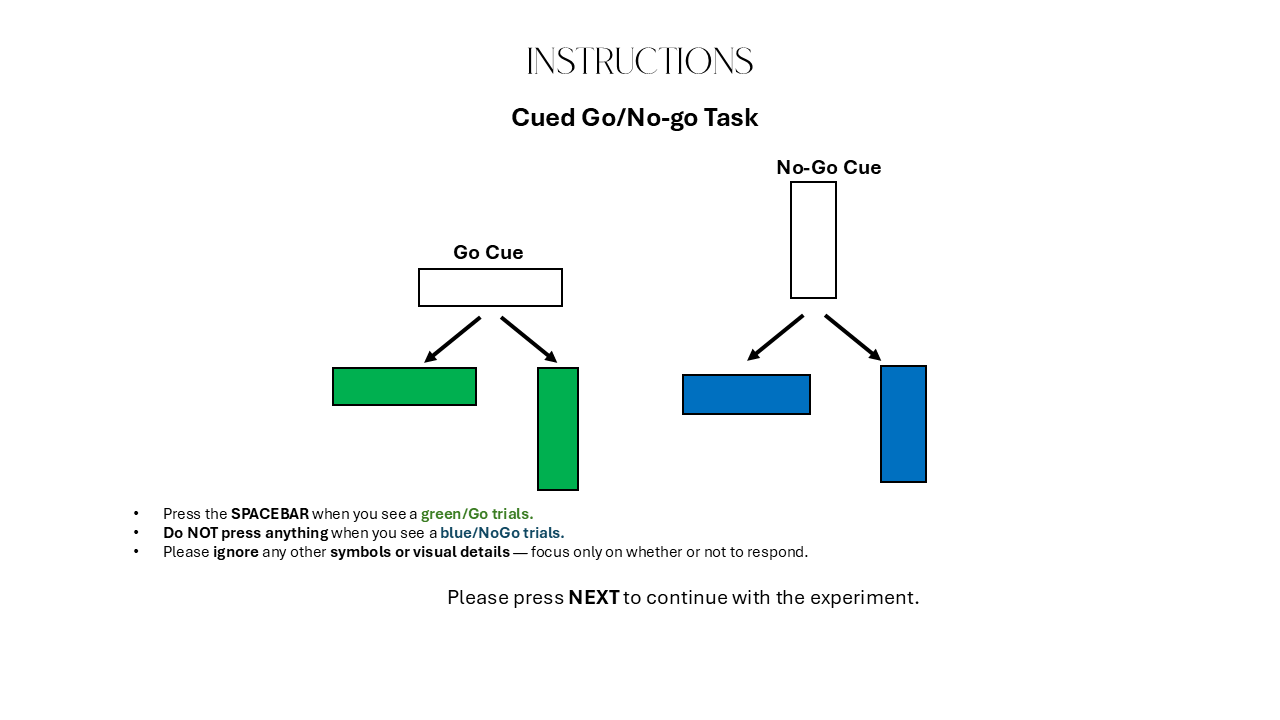 INSTRUCTIONS
Cued Go/No-go Task
No-Go Cue
Go Cue
• Press the SPACEBAR when you see a green/Go trials.
• Do NOT press anything when you see a blue/NoGo trials.
• Please ignore any other symbols or visual details — focus only on whether or not to respond.
Please press NEXT to continue with the experiment.